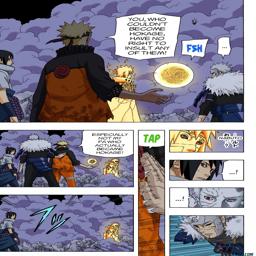 YOU, WHO
COULDN'T
BECOME
HOKAGE,
HAVE NO
RIGHT TO
INSULT ANY
OF THEM!
FSH
...
ESPECIALLY
NOT MY
PA WHO
ACTUALLY
BECAME
HOKAGE!
TAP
NARUTO
...!
...!